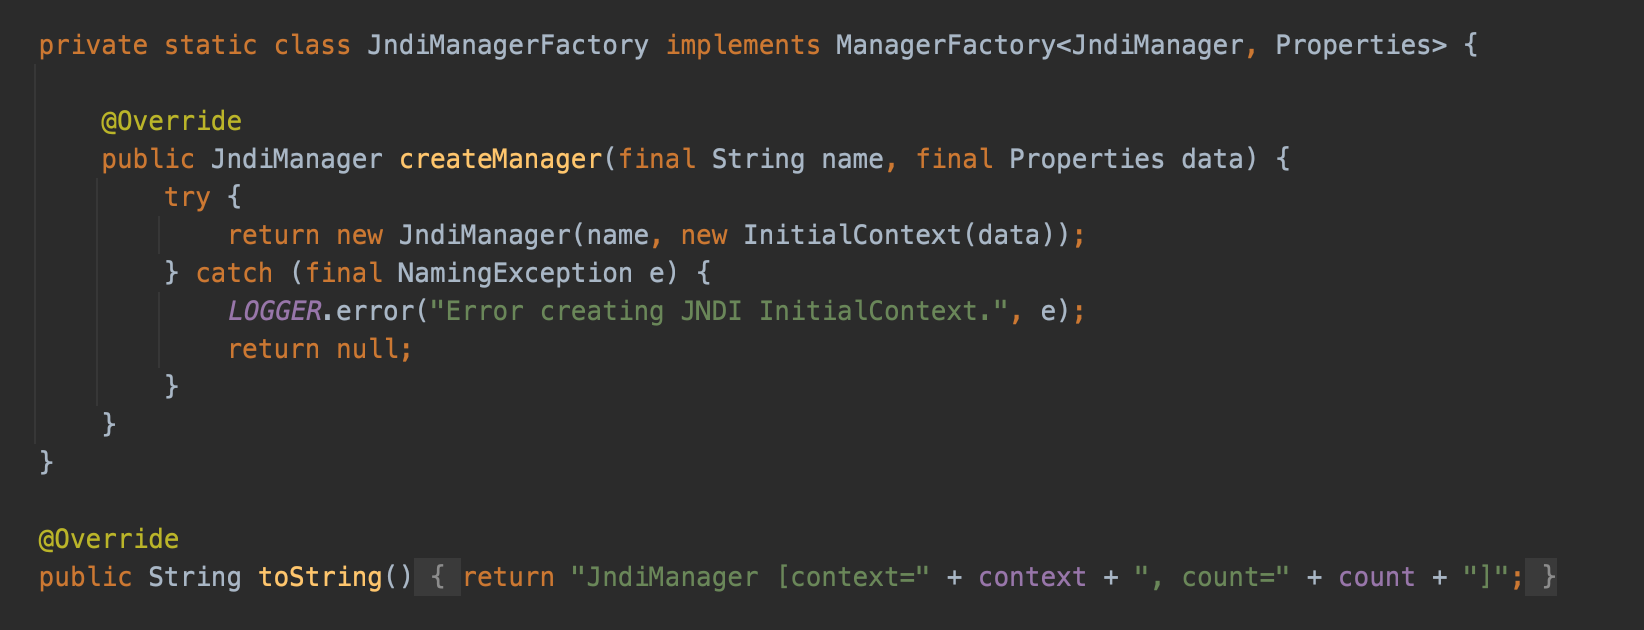 private static class JndiManagerFactory implements ManagerFactory<JndiManager, Properties> {
@Override
public JndiManager createManager(final String name, final Properties data) {
try {
return new JndiManager(name, new InitialContext(data));
} catch (final NamingException e) {
LOGGER.error("Error creating JNDI InitialContext.", e);
return null;
}
}
}
@Override
public String toString() { return "JndiManager [context=" + context + ", count=" + count + "]"; }